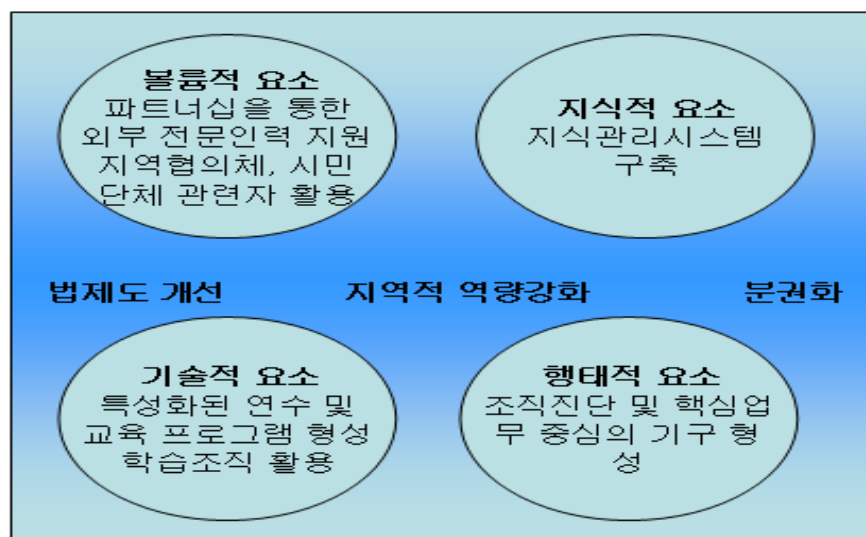 볼륨적 요소
파트너십을 통한
외부 전문인력 지원
지역협의체, 시민
단체 관련자 활용
지식적 요소
지식관리시스템
구축
법제도 개선
지역적 역량강화
분권화
기술적 요소
특성화된 연수 및
교육 프로그램 형성
학습조직 활용
행태적 요소
조직진단 및 핵심업
무 중심의 기구 형
성